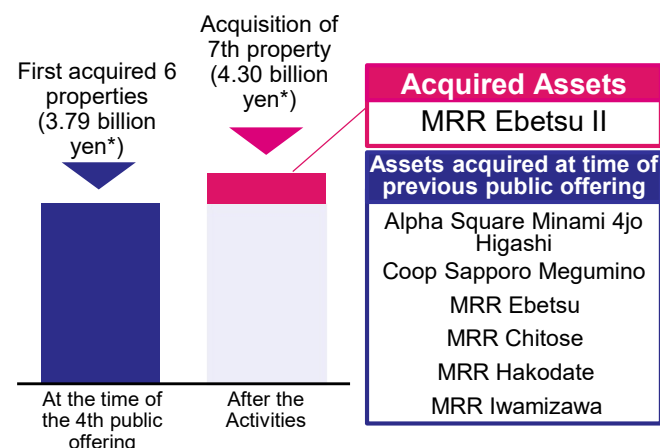 First acquired 6
properties
(3.79 billion
yen*)
Acquisition of
7th property
(4.30 billion
yen*)
At the time of
the 4th public
offering
After the
Activities
Acquired Assets
MRR Ebetsu II
Assets acquired at time of
previous public offering
Alpha Square Minami 4jo
Higashi
Coop Sapporo Megumino
MRR Ebetsu
MRR Chitose
MRR Hakodate
MRR Iwamizawa